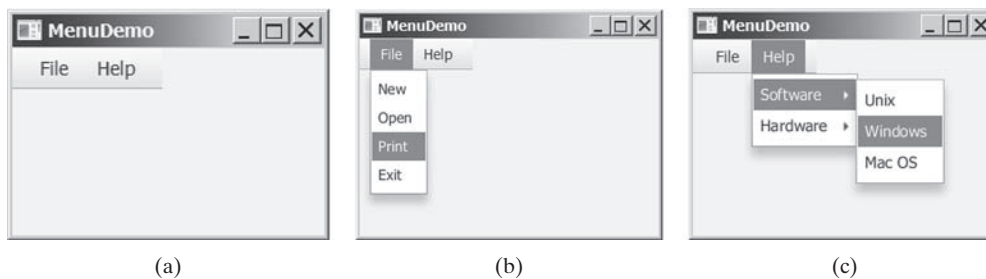 MenuDemo
File Help
(a)
MenuDemo
File Help
New
Open
Print
Exit
(b)
MenuDemo
File Help
Software
Hardware
Unix
Windows
Mac OS
(c)